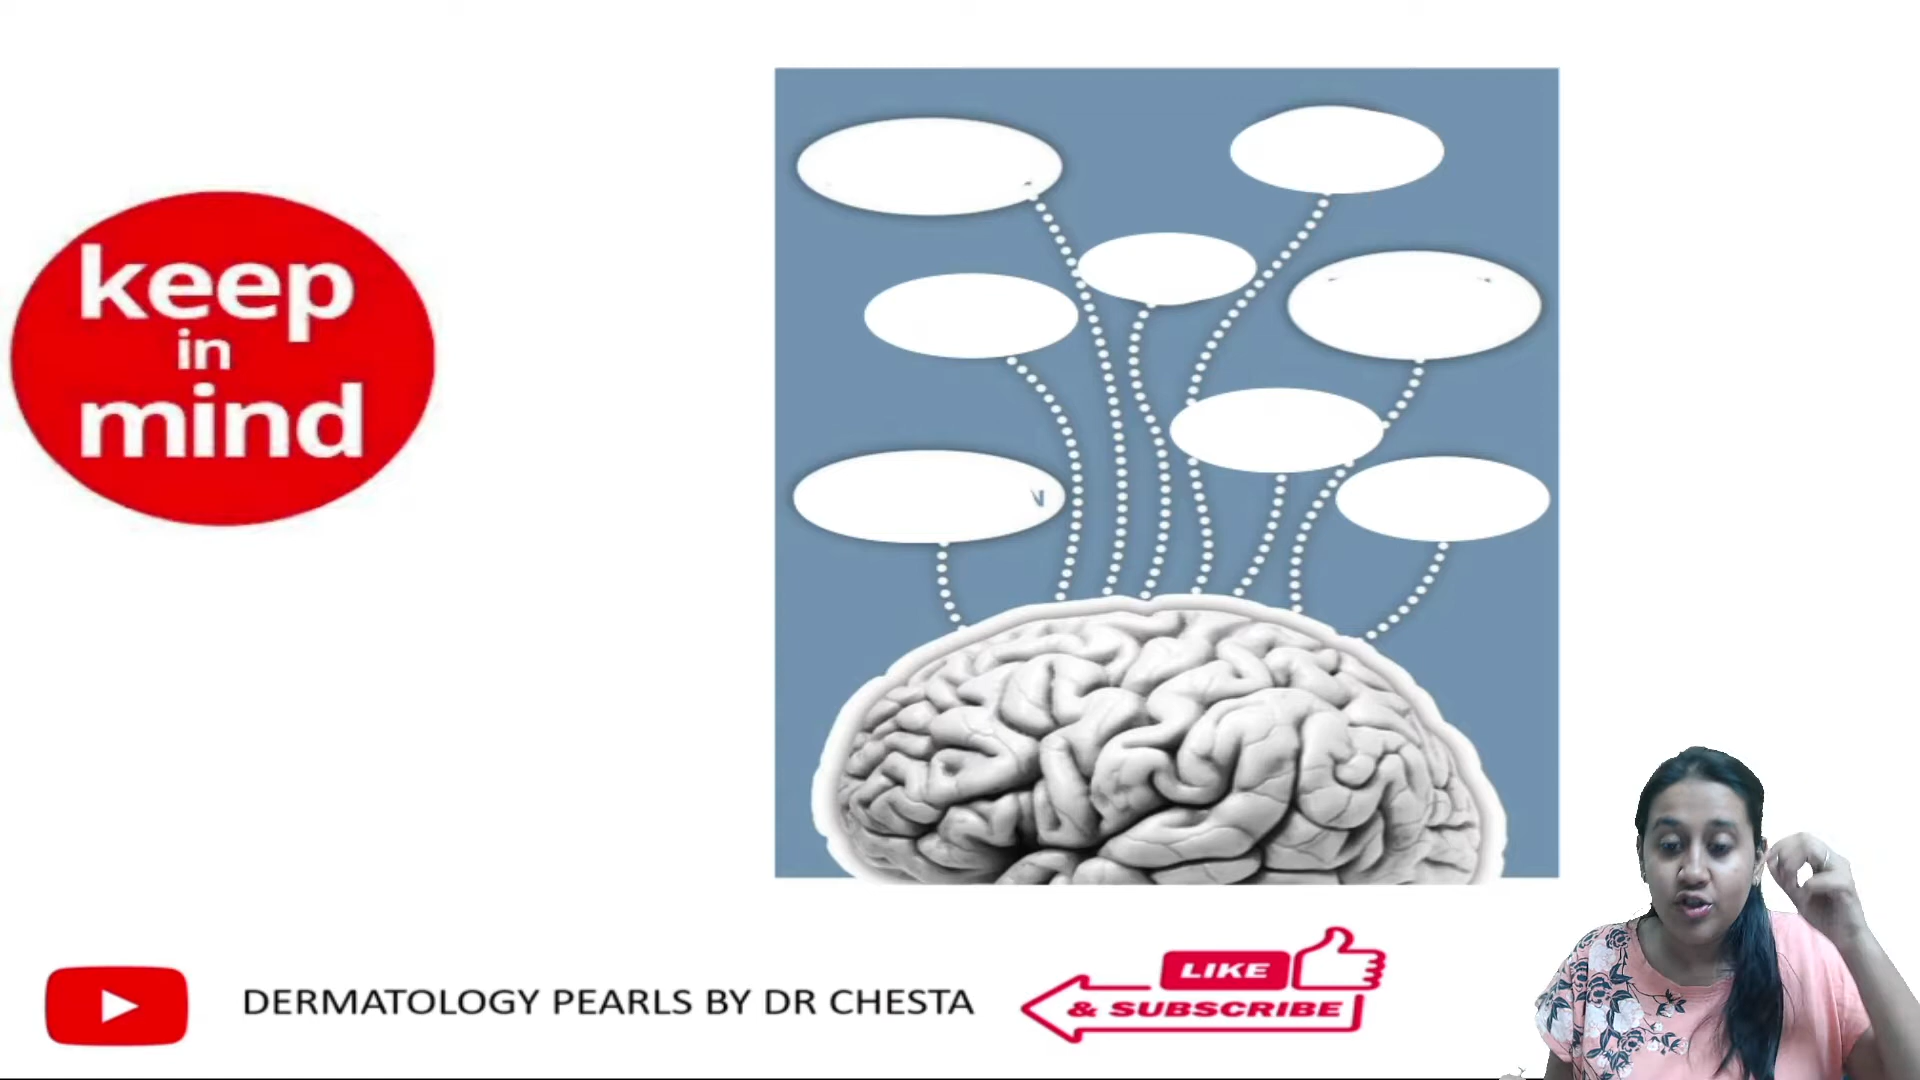 keep
in
mind
DERMATOLOGY PEARLS BY DR CHESTA
LIKE
& SUBSCRIBE